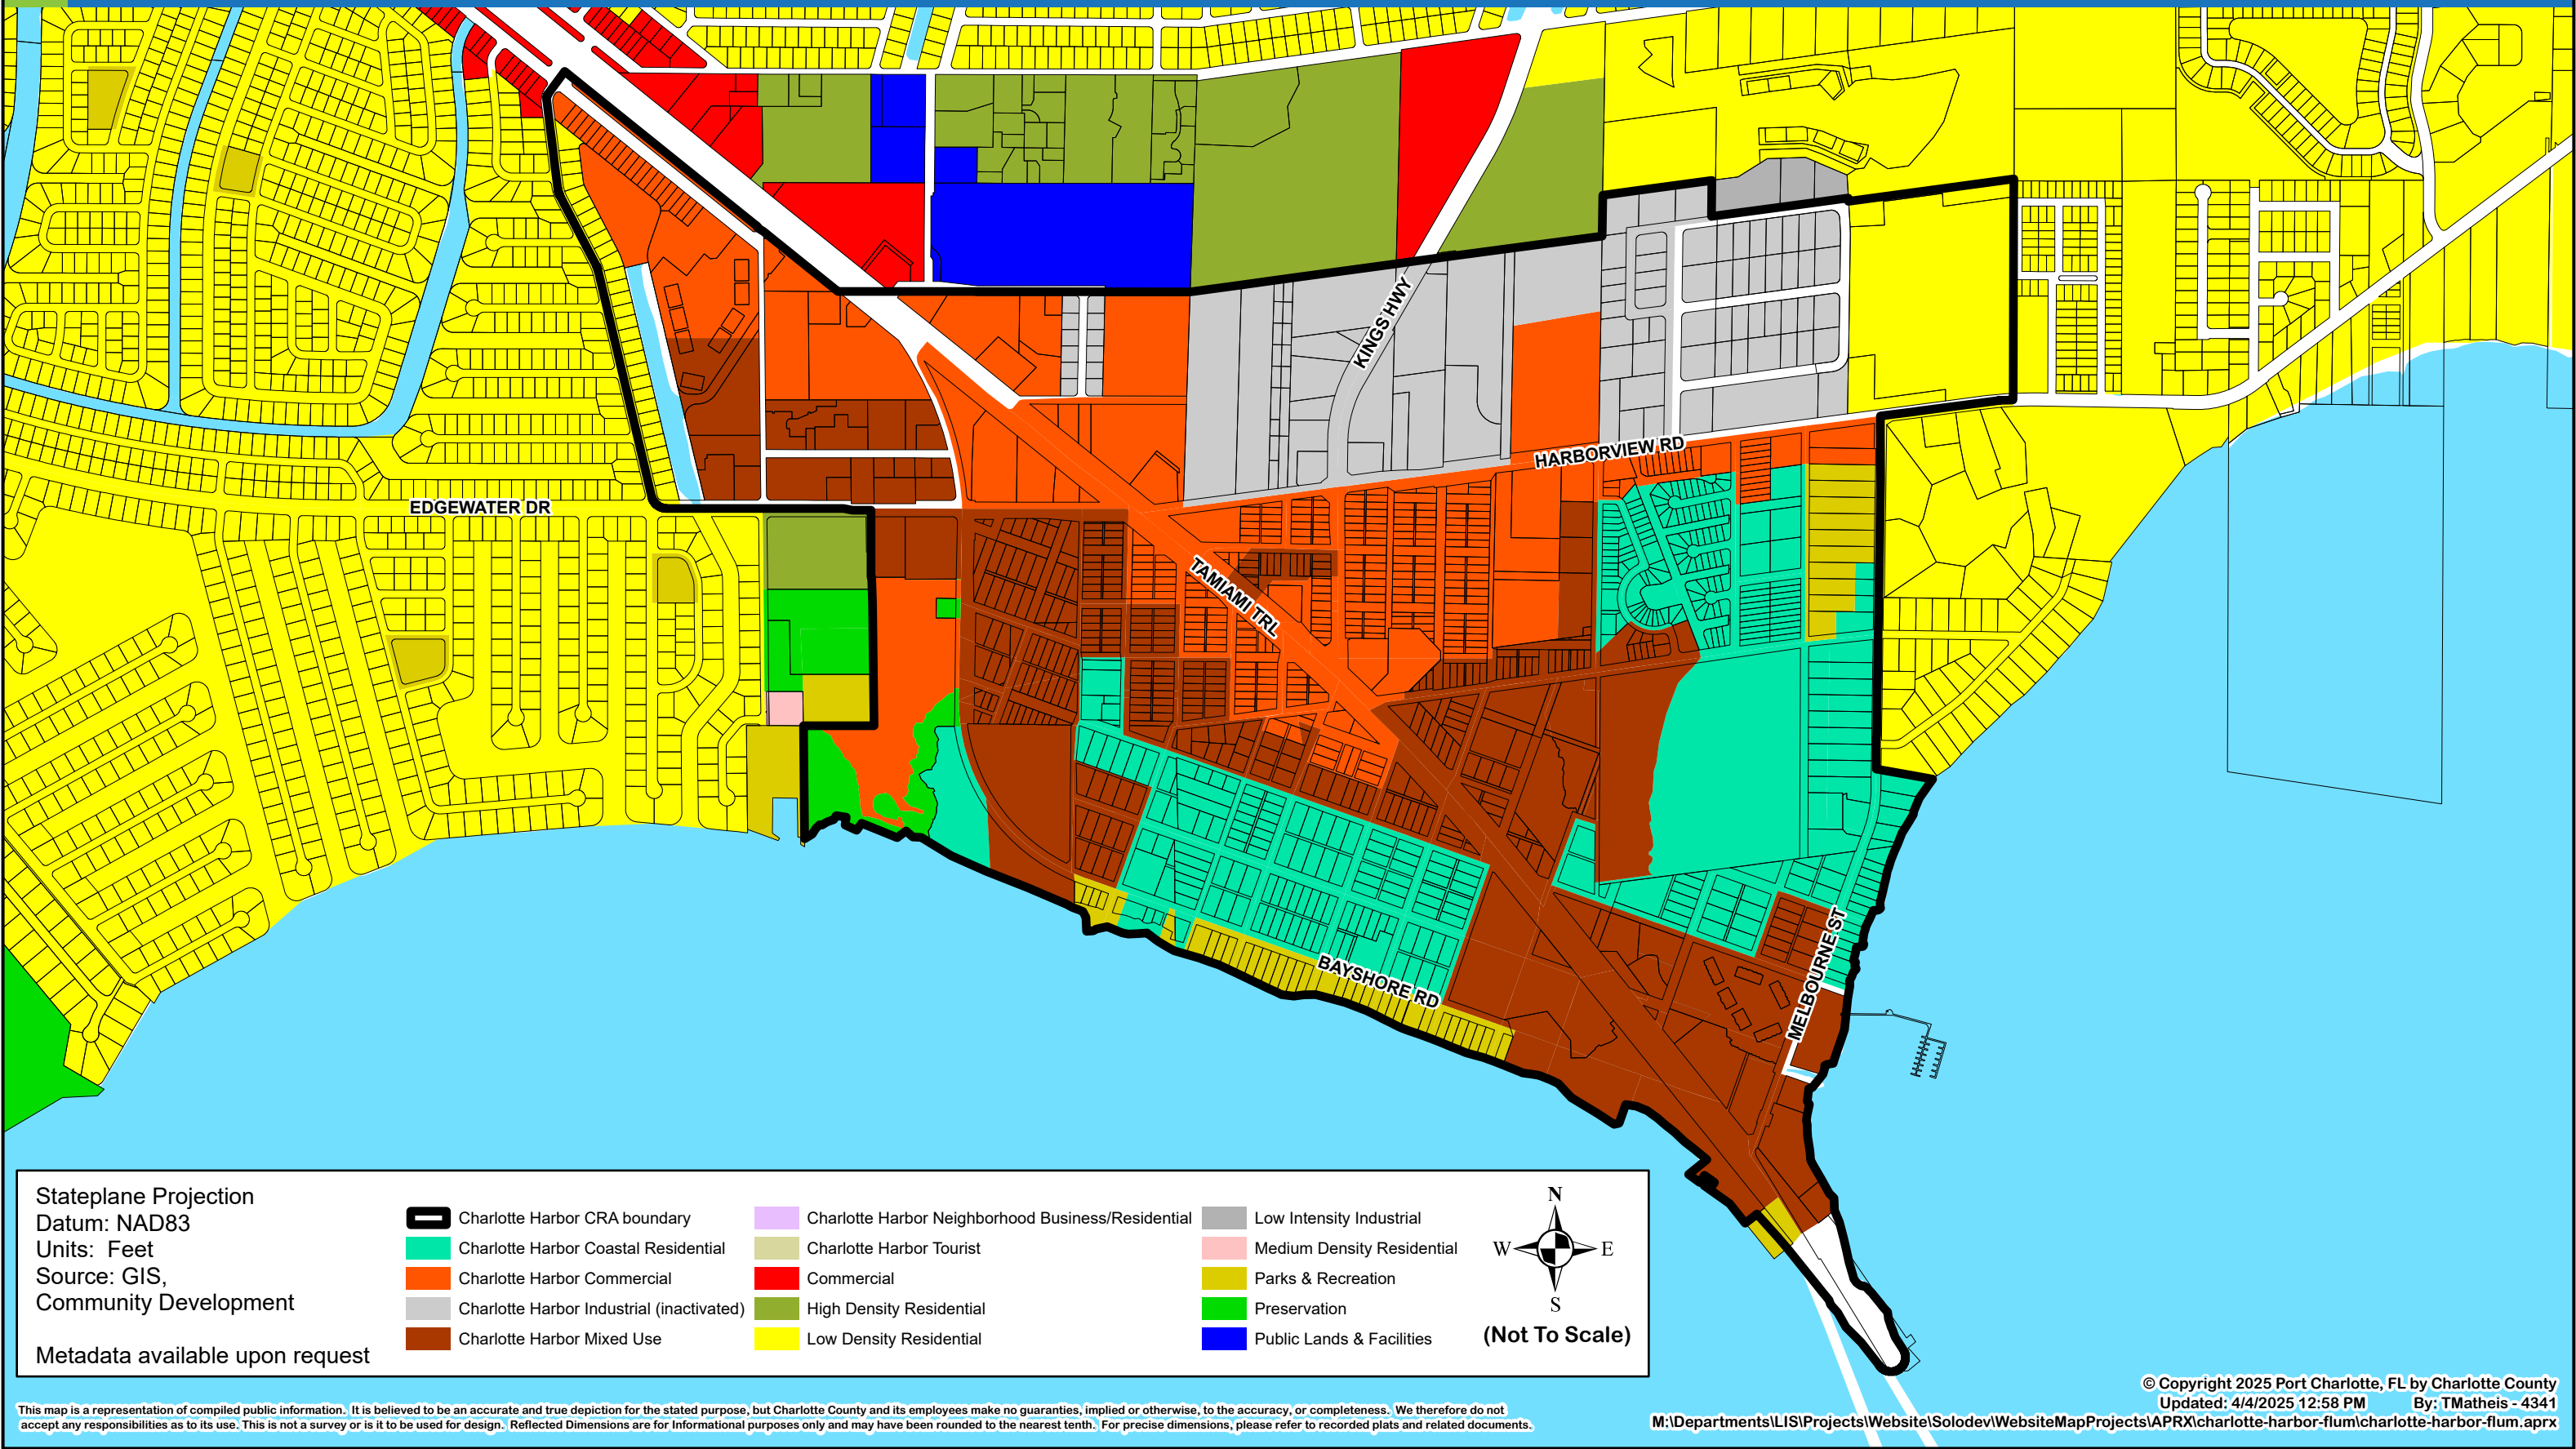 KINGS HWY
HARBORVIEW RD
EDGEWATER DR
TAMIAMI TRL
BAYSHORE RD
MELBOURNE ST
Stateplane Projection
Datum: NAD83
Units:  Feet
Source: GIS,
Community Development
Metadata available upon request
Charlotte Harbor CRA boundary
Charlotte Harbor Coastal Residential
Charlotte Harbor Commercial
Charlotte Harbor Industrial (inactivated)
Charlotte Harbor Mixed Use
Charlotte Harbor Neighborhood Business/Residential
Charlotte Harbor Tourist
Commercial
High Density Residential
Low Density Residential
Low Intensity Industrial
Medium Density Residential
Parks & Recreation
Preservation
Public Lands & Facilities
N
W E
S
(Not To Scale)
This map is a representation of compiled public information.  It is believed to be an accurate and true depiction for the stated purpose, but Charlotte County and its employees make no guaranties, implied or otherwise, to the accuracy, or completeness.  We therefore do not
accept any responsibilities as to its use. This is not a survey or is it to be used for design.  Reflected Dimensions are for Informational purposes only and may have been rounded to the nearest tenth.  For precise dimensions, please refer to recorded plats and related documents.
© Copyright 2025 Port Charlotte, FL by Charlotte County
Updated: 4/4/2025 12:58 PM By: TMatheis - 4341
M:\Departments\LIS\Projects\Website\Solodev\WebsiteMapProjects\APRX\charlotte-harbor-flum\charlotte-harbor-flum.aprx